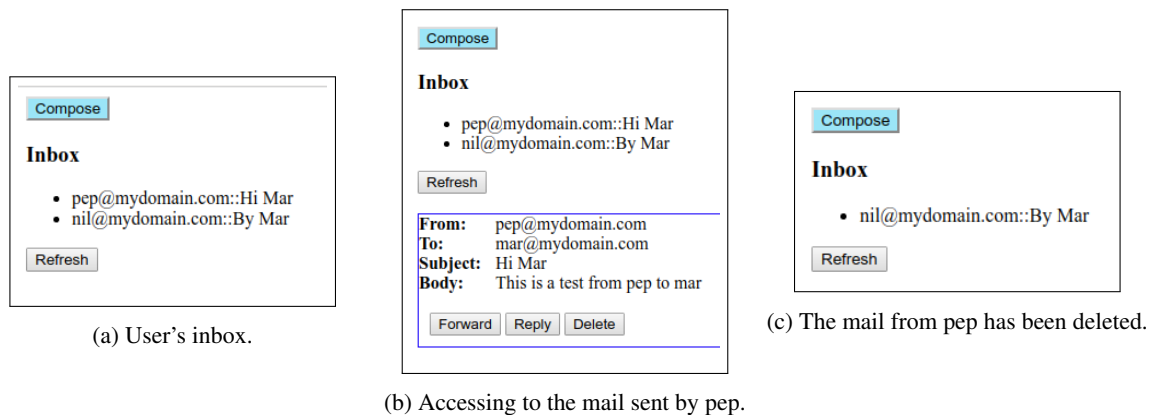 Compose
Inbox
• pep@mydomain.com::Hi Mar
• nil@mydomain.com::By Mar
Refresh
(a) User's inbox.
Compose
Inbox
• pep@mydomain.com::Hi Mar
• nil@mydomain.com::By Mar
Refresh
From: pep@mydomain.com
To: mar@mydomain.com
Subject: Hi Mar
Body: This is a test from pep to mar
Forward Reply Delete
(b) Accessing to the mail sent by pep.
Compose
Inbox
• nil@mydomain.com::By Mar
Refresh
(c) The mail from pep has been deleted.